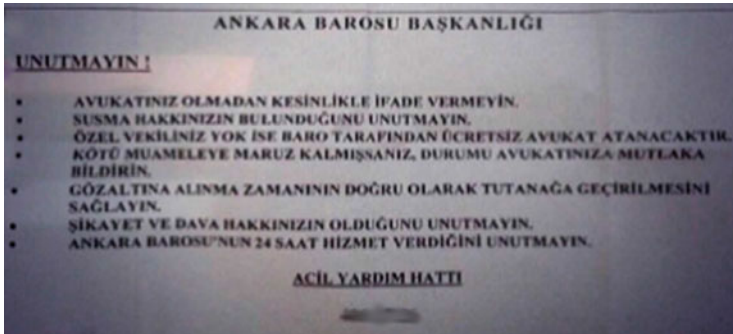 ANKARA BAROSU BAŞKANLIĞI
UNUTMAYIN !
• AVUKATINIZ OLMADAN KESİNLİKLE İFADE VERMEYİN.
• SUSMA HAKKINIZIN BULUNDUĞUNU UNUTMAYIN.
• ÖZEL VEKİLİNİZ YOK İSE BARO TARAFINDAN ÜCRETSİZ AVUKAT ATANACAKTIR.
• KÖTÜ MUAMELEYE MARUZ KALMIŞSANIZ, DURUMU AVUKATINIZA MUTLAKA
BİLDİRİN.
• GÖZALTINA ALINMA ZAMANININ DOĞRU OLARAK TUTANAĞA GEÇİRİLMESİNİ
SAĞLAYIN.
• ŞİKAYET VE DAVA HAKKINIZIN OLDUĞUNU UNUTMAYIN.
• ANKARA BAROSU'NUN 24 SAAT HİZMET VERDİĞİNİ UNUTMAYIN.
ACİL YARDIM HATTI